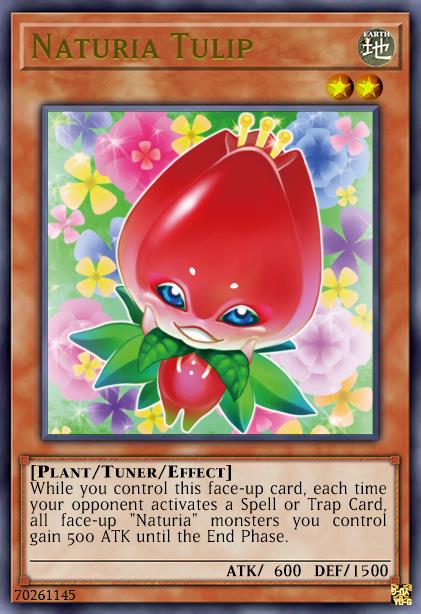 Naturia Tulip
EARTH
地
[Plant/Tuner/Effect]
While you control this face-up card, each time
your opponent activates a Spell or Trap Card,
all face-up "Naturia" monsters you control
gain 500 ATK until the End Phase.
ATK/ 600 DEF/1500
70261145